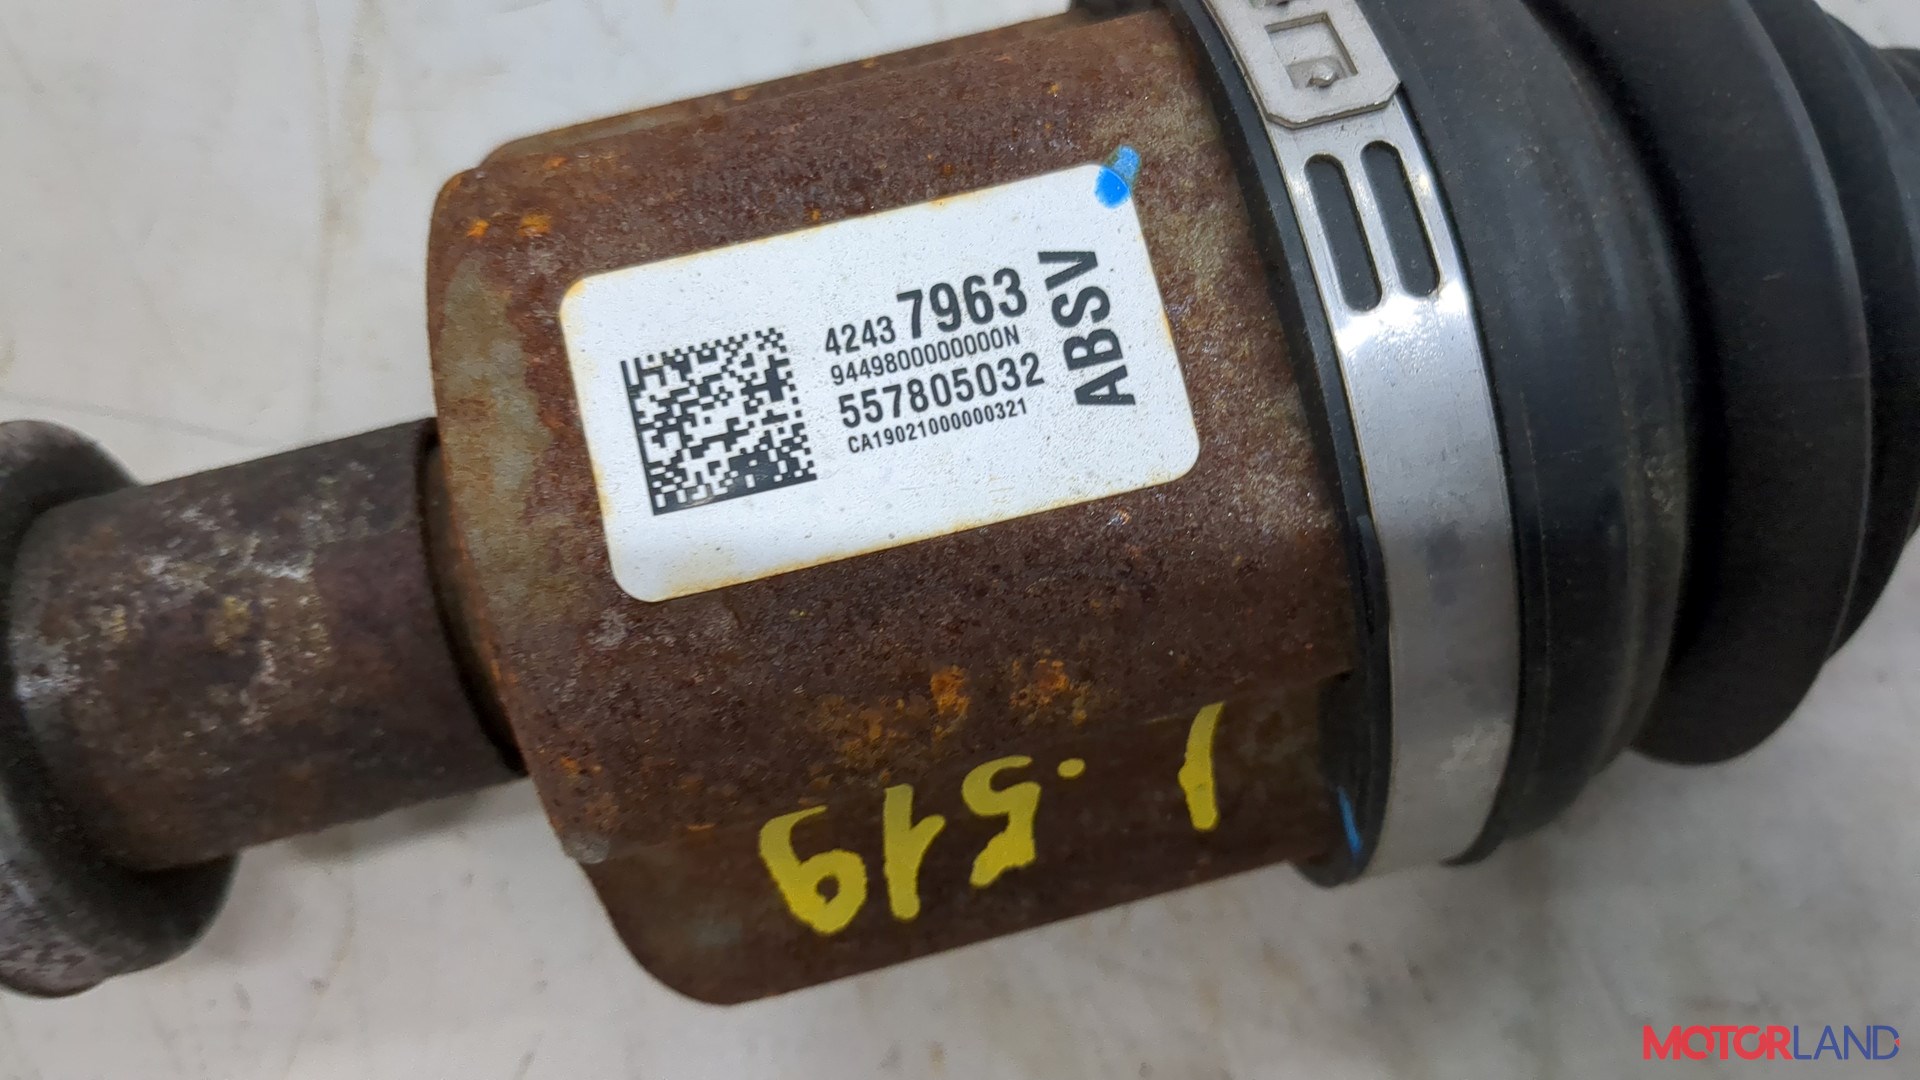 4243 7963
9449800000000N
557805032
CA19021000000321
ABSV
1.519
MOTORLAND